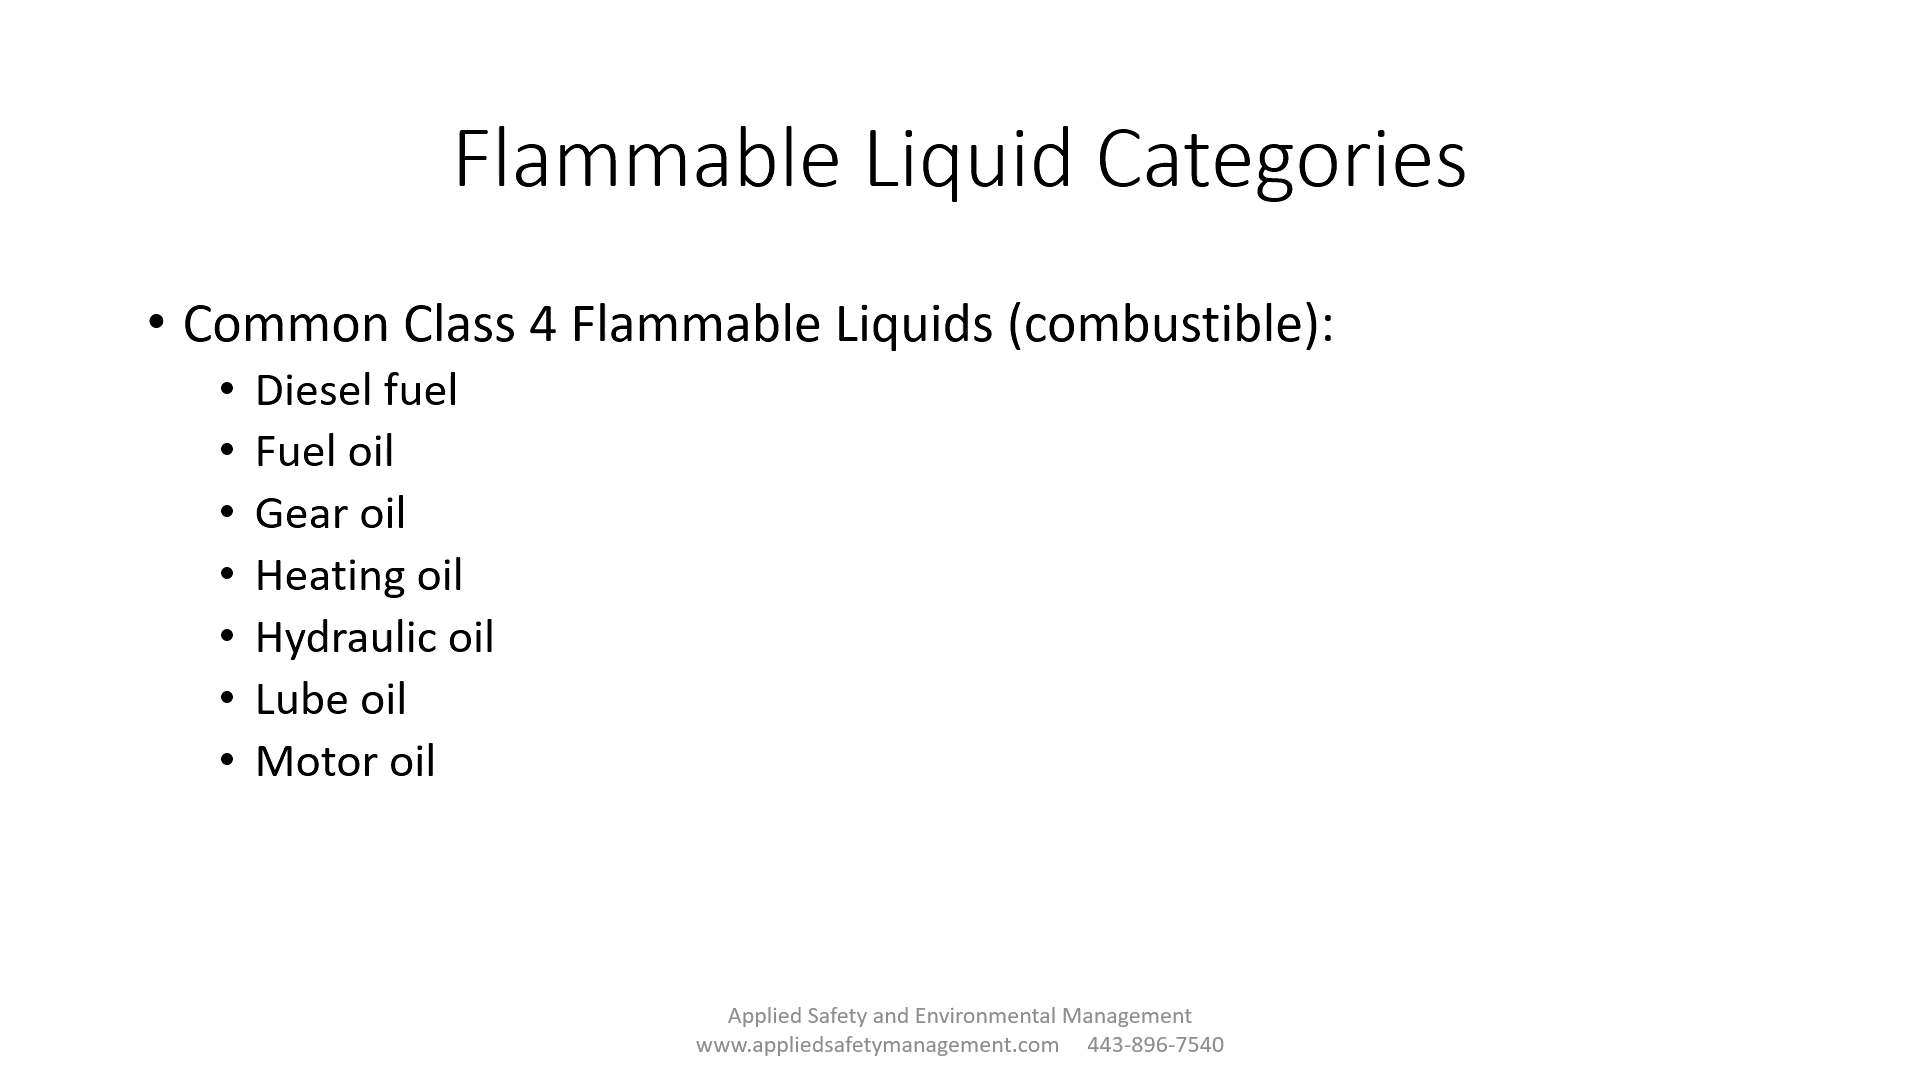 Flammable Liquid Categories
• Common Class 4 Flammable Liquids (combustible):
• Diesel fuel
• Fuel oil
• Gear oil
• Heating oil
• Hydraulic oil
• Lube oil
• Motor oil
Applied Safety and Environmental Management
www.appliedsafetymanagement.com 443-896-7540